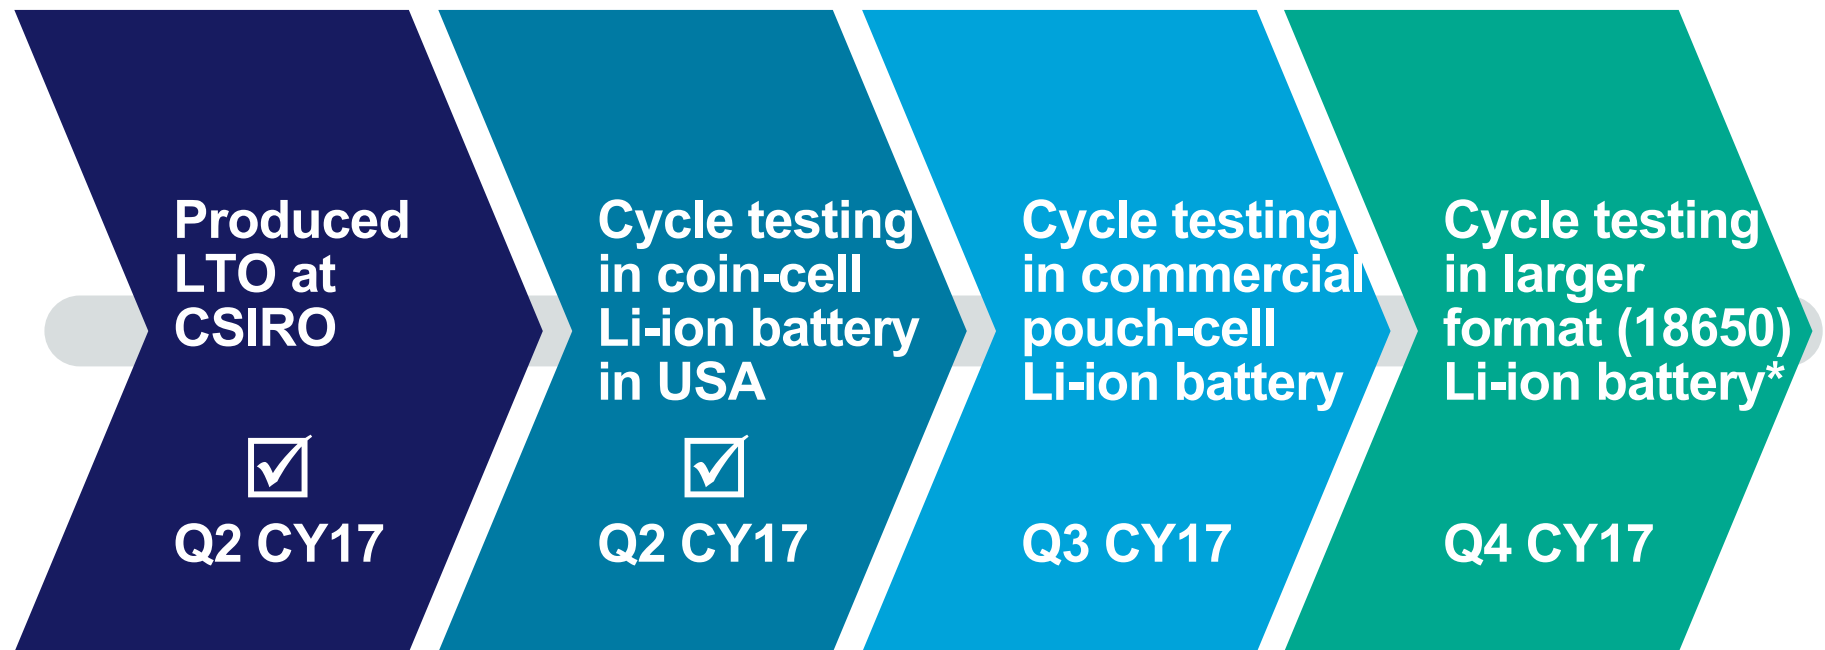 Produced
LTO at
CSIRO
Q2 CY17
Cycle testing
in coin-cell
Li-ion battery
in USA
Q2 CY17
Cycle testing
in commercial
pouch-cell
Li-ion battery
Q3 CY17
Cycle testing
in larger
format (18650)
Li-ion battery*
Q4 CY17